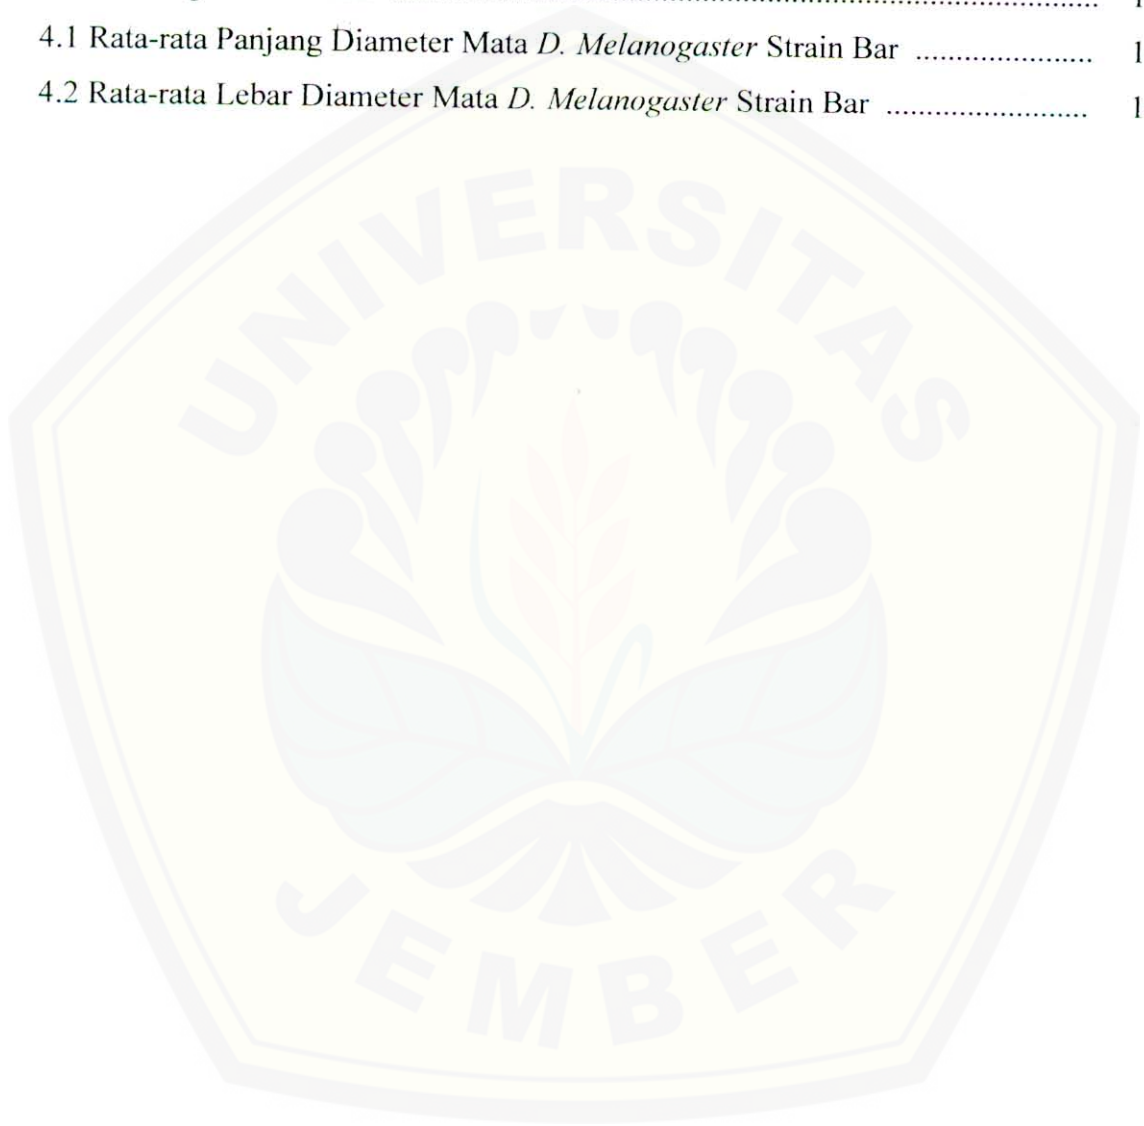 4.1 Rata-rata Panjang Diameter Mata D. Melanogaster Strain Bar ......................
4.2 Rata-rata Lebar Diameter Mata D. Melanogaster Strain Bar .........................
UNIVERSITAS
JEMBER